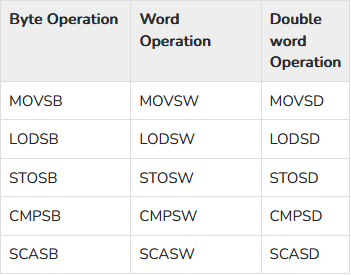 Byte Operation Word Operation Double word Operation
MOVSB MOVSW MOVSD
LODSB LODSW LODSD
STOSB STOSW STOSD
CMPSB CMPSW CMPSD
SCASB SCASW SCASD